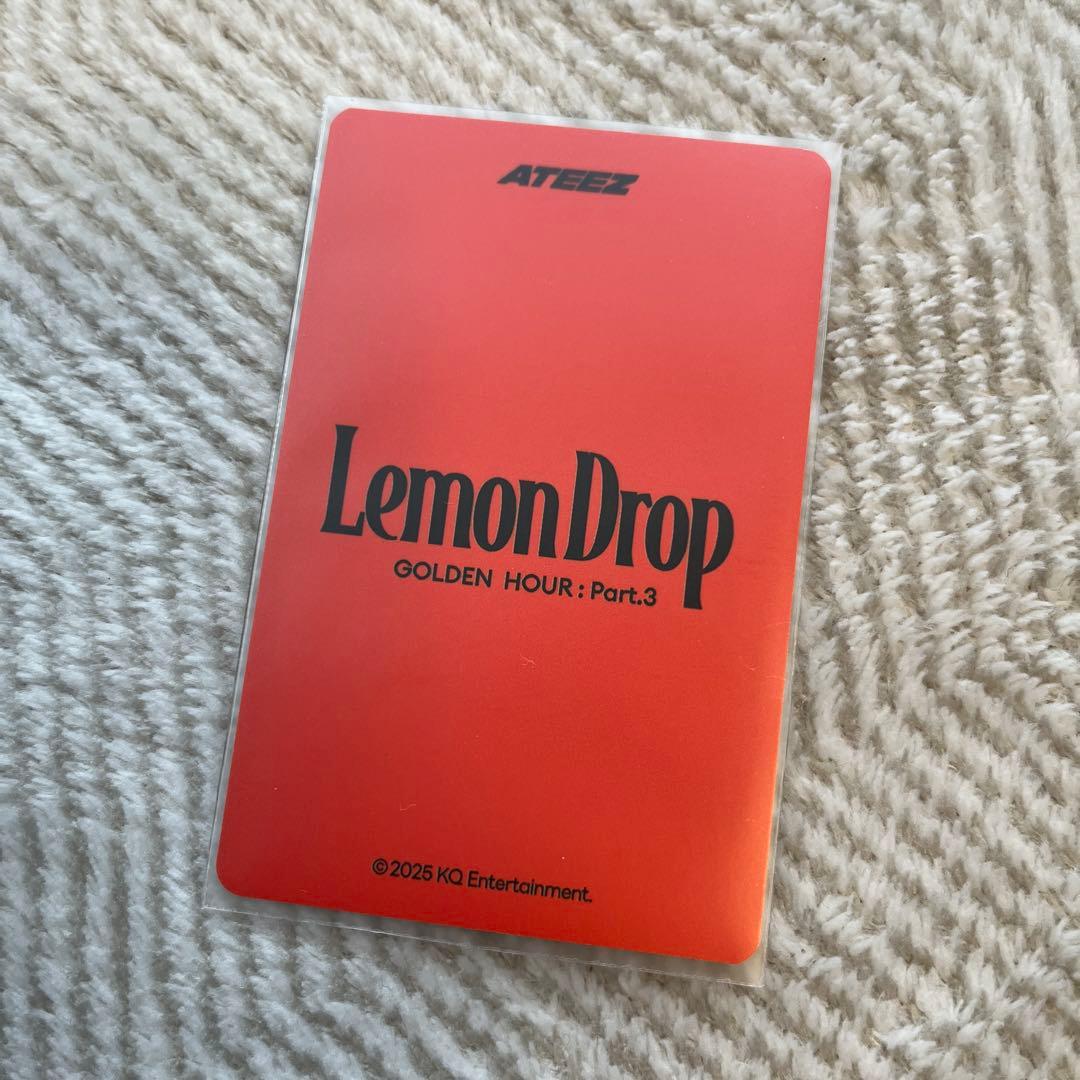 ATEEZ
Lemon Drop
GOLDEN HOUR : Part.3
©2025 KQ Entertainment.